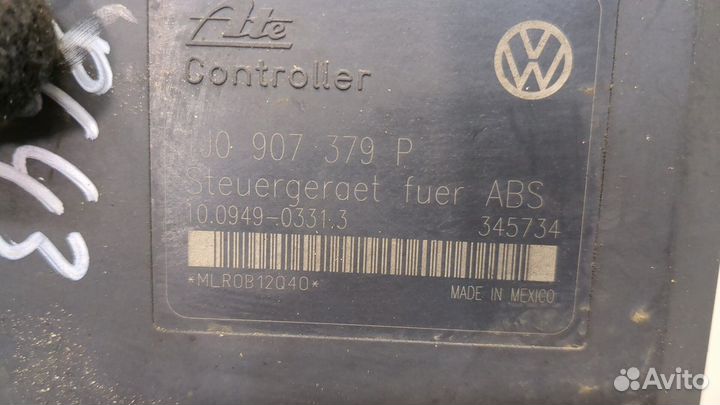 Ate
Controller
1J0 907 379 P
Steuergeraet fuer ABS
10.0949-0331.3 345734
*MLR0B12040*
MADE IN MEXICO
Avito